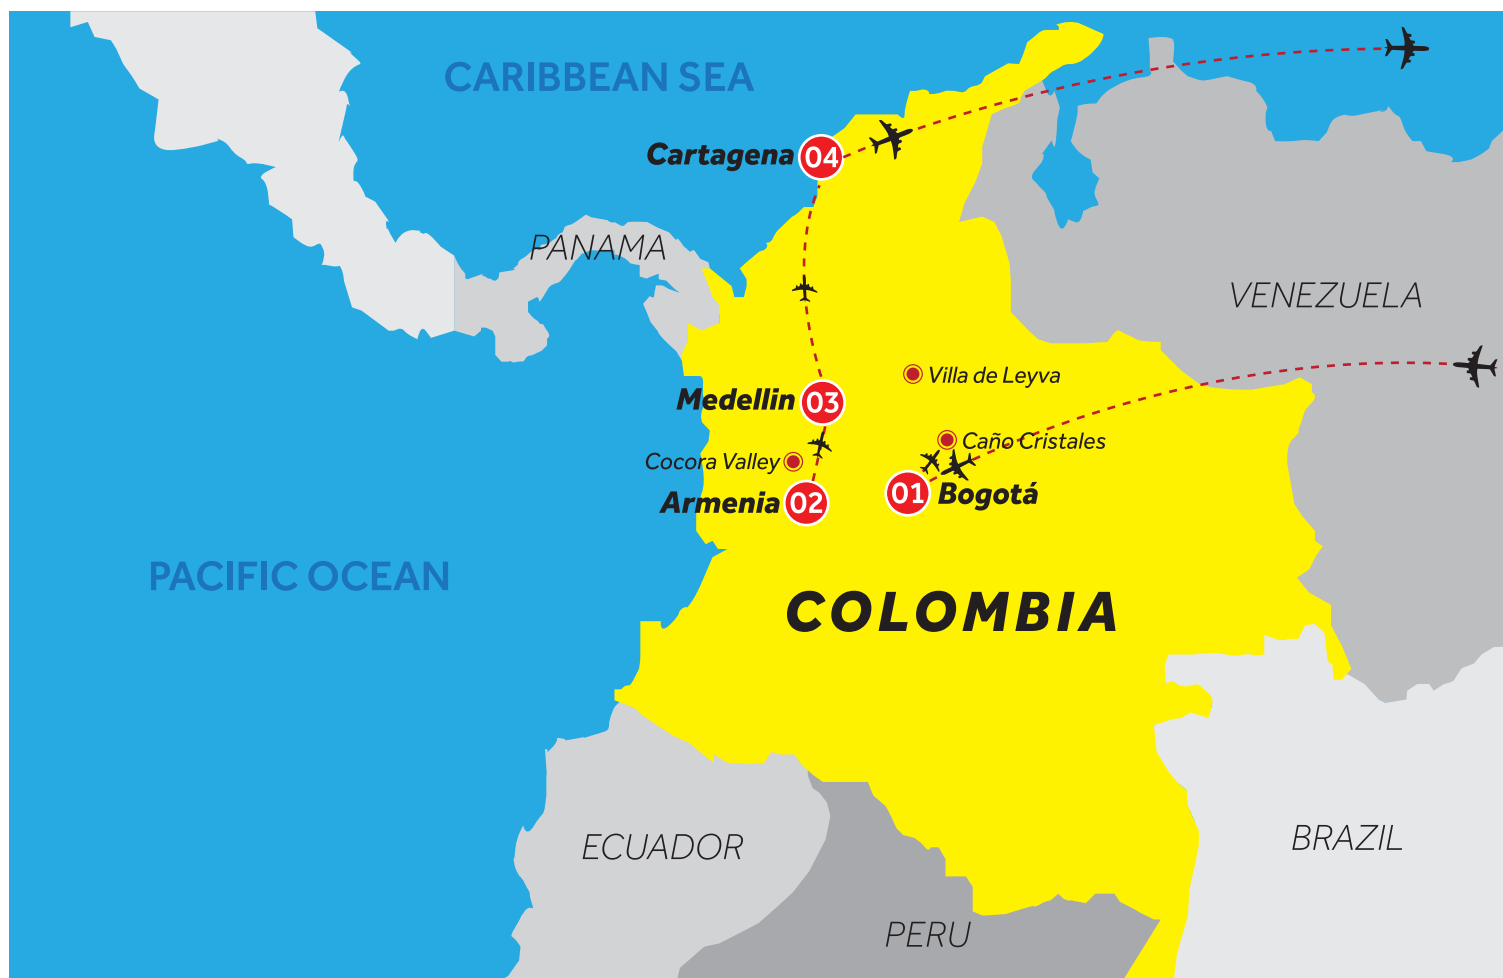 CARIBBEAN SEA
Cartagena 04
PANAMA
VENEZUELA
Villa de Leyva
Medellin 03
Caño Cristales
Cocora Valley
01 Bogotá
Armenia 02
PACIFIC OCEAN
COLOMBIA
ECUADOR
BRAZIL
PERU